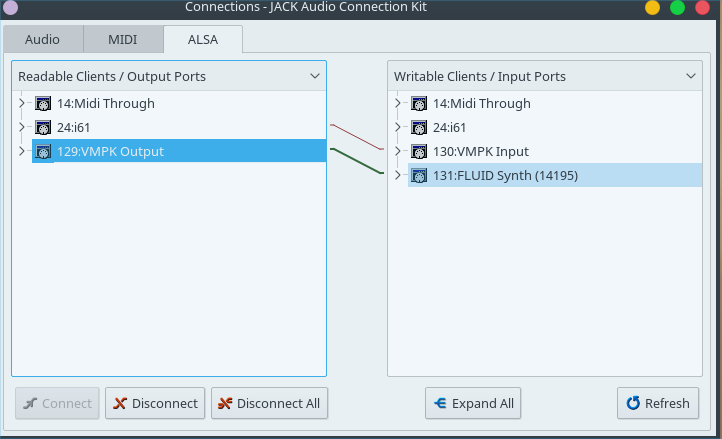 Connections - JACK Audio Connection Kit
Audio
MIDI
ALSA
Readable Clients / Output Ports
14:Midi Through
24:i61
129:VMPK Output
Writable Clients / Input Ports
14:Midi Through
24:i61
130:VMPK Input
131:FLUID Synth (14195)
Connect
Disconnect
Disconnect All
Expand All
Refresh